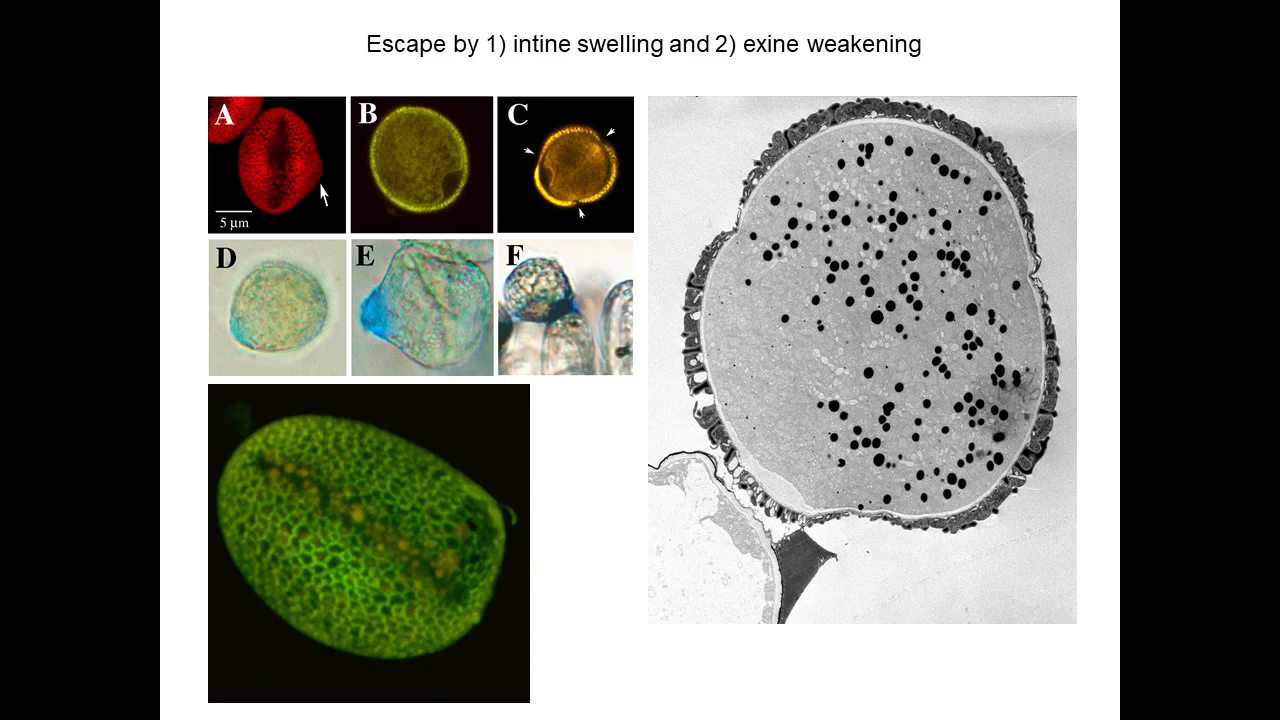 Escape by 1) intine swelling and 2) exine weakening
A
B
C
5 μm
D
E
F